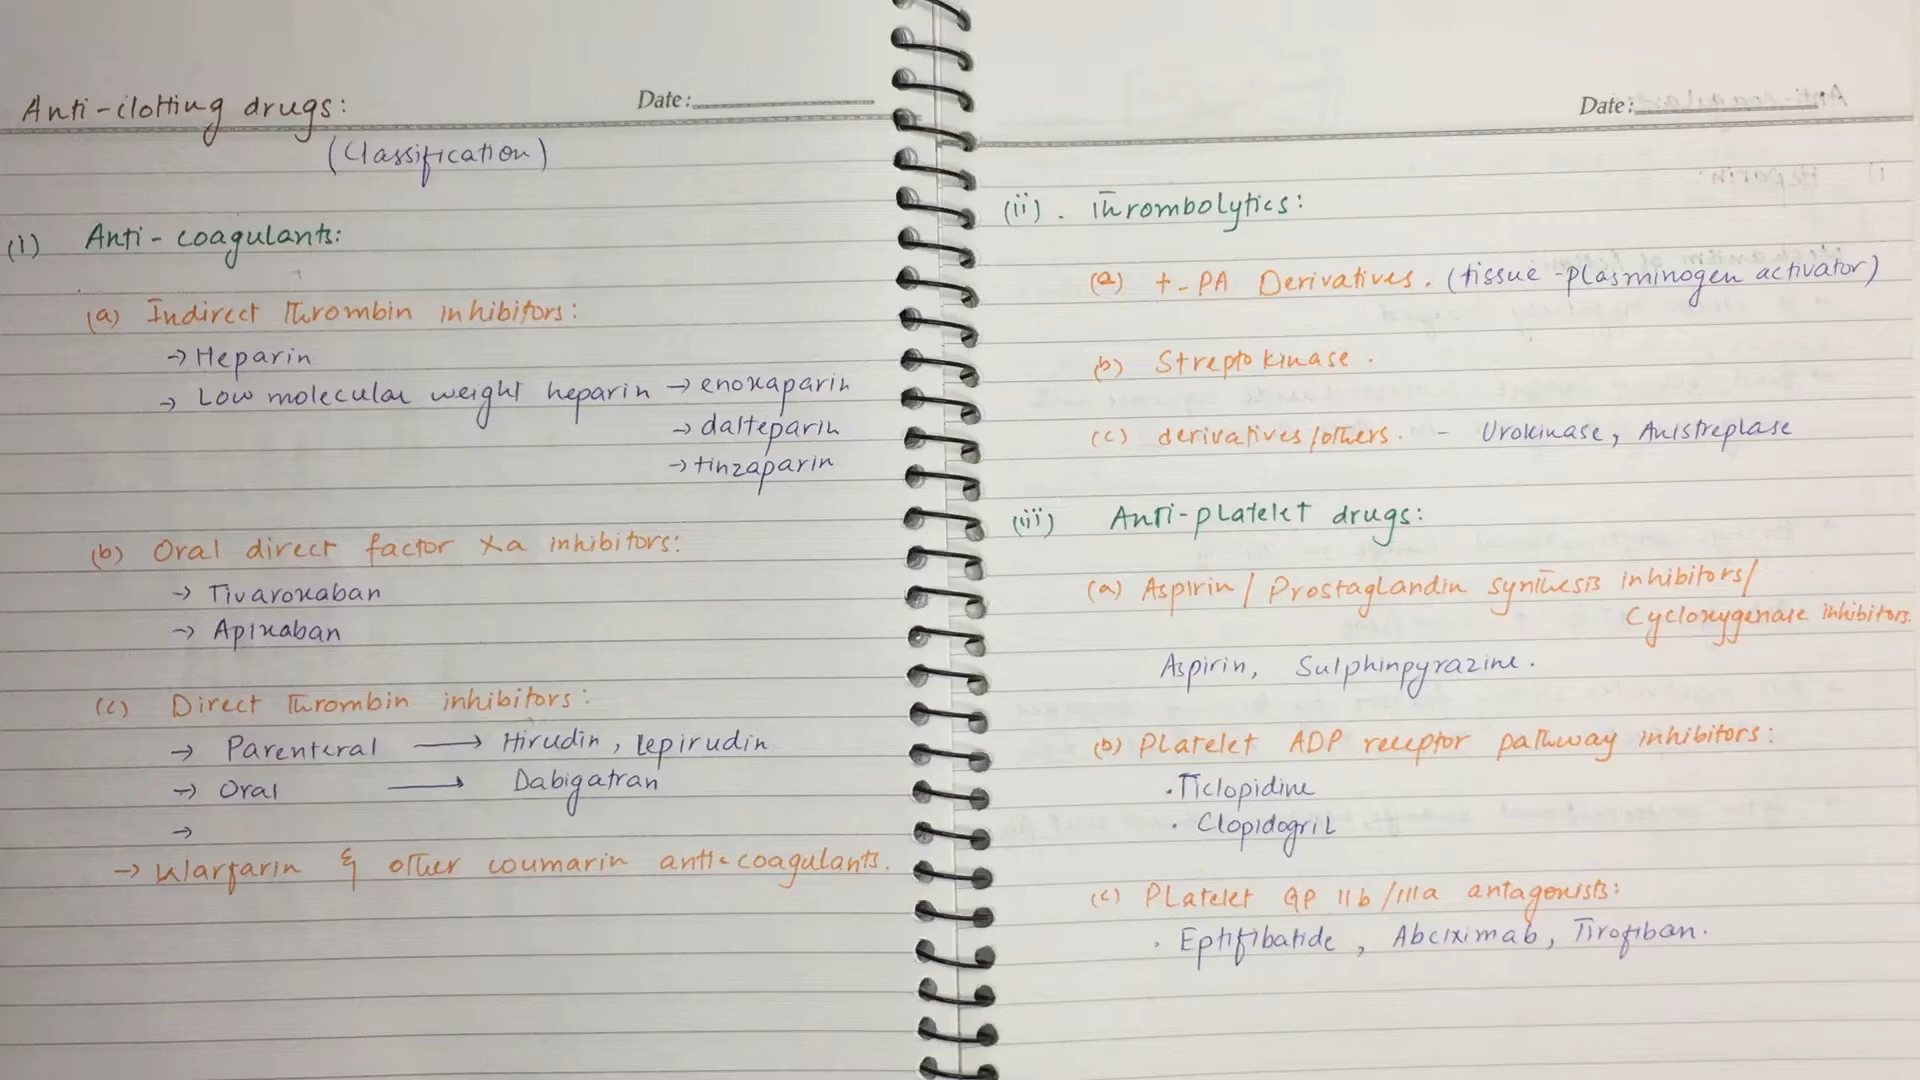 Anti-clotting drugs:
Date:
(Classification)
(i) Anti-coagulants:
(a) Indirect Thrombin inhibitors:
→ Heparin
→ Low molecular weight heparin → enoxaparin
→ dalteparin
→ tinzaparin
(b) Oral direct factor Xa inhibitors:
→ Tivaroxaban
→ Apixaban
(c) Direct Thrombin inhibitors:
→ Parenteral → Hirudin, lepirudin
→ Oral → Dabigatran
→
→ Warfarin & other coumarin anti-coagulants.
Date:
(ii). Thrombolytics:
(a) t-PA Derivatives. (tissue-plasminogen activator)
(b) Streptokinase.
(c) derivatives/others. - Urokinase, Anistreplase
(iii) Anti-platelet drugs:
(a) Aspirin/Prostaglandin synthesis inhibitors/
Cycloxygenase inhibitors.
Aspirin, Sulphinpyrazine.
(b) Platelet ADP receptor pathway inhibitors:
· Ticlopidine
· Clopidogril
(c) Platelet GP IIb/IIIa antagonists:
· Eptifibatide, Abciximab, Tirofiban.